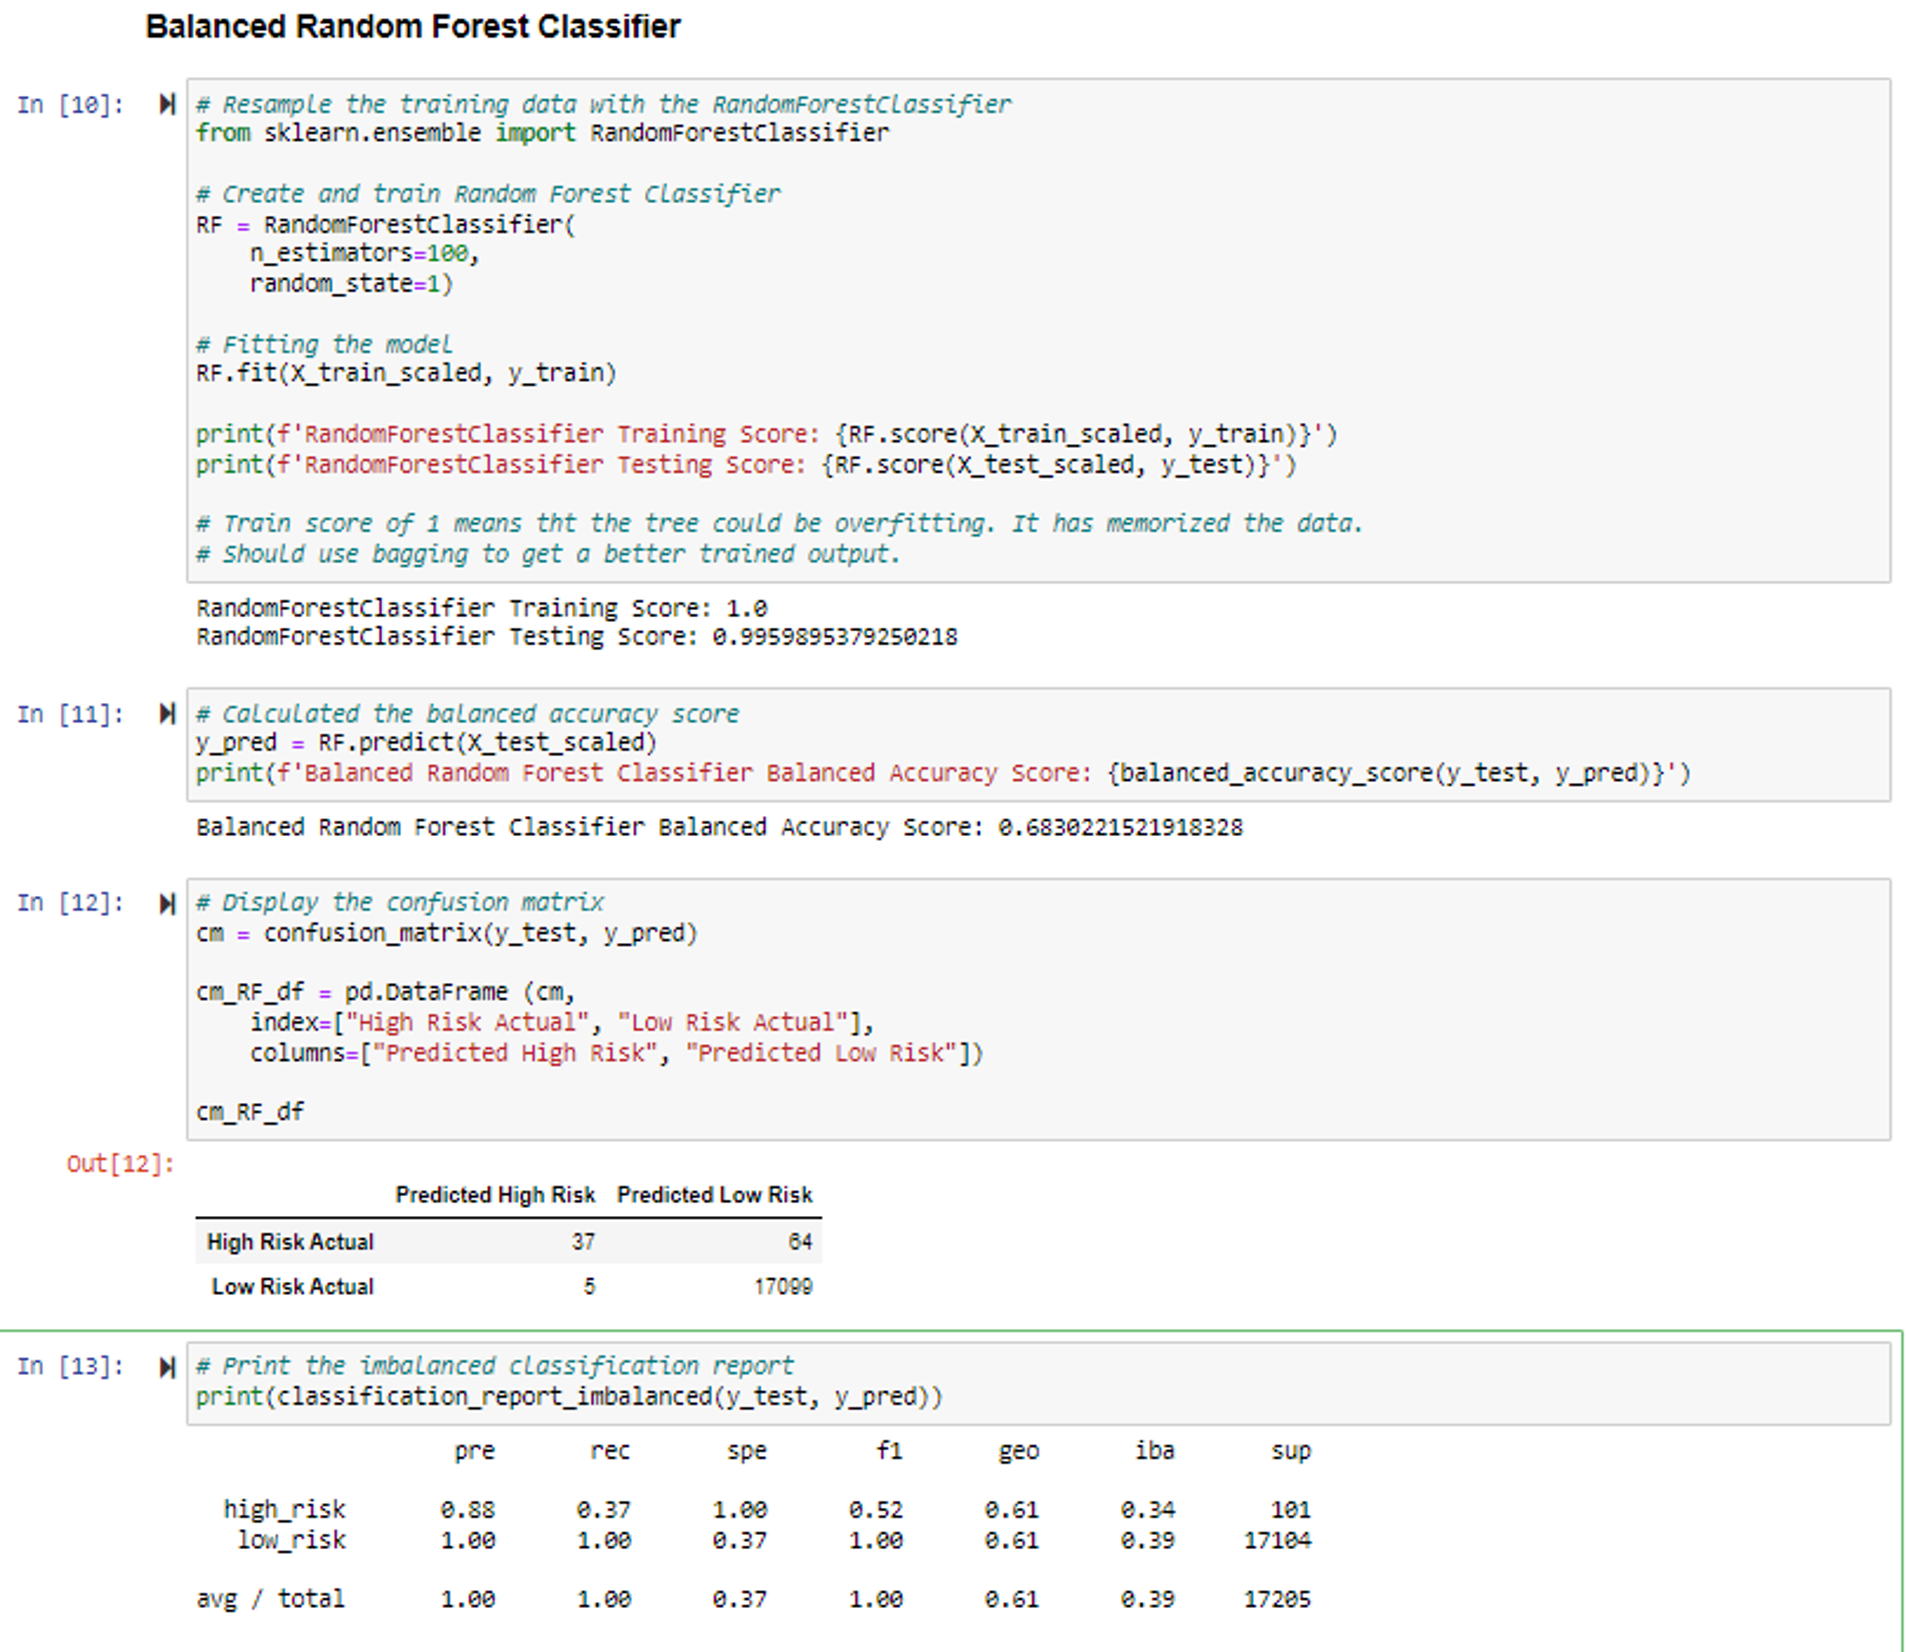 Balanced Random Forest Classifier
In [10]:
# Resample the training data with the RandomForestClassifier
from sklearn.ensemble import RandomForestClassifier
# Create and train Random Forest Classifier
RF = RandomForestClassifier(
    n_estimators=100,
    random_state=1)
# Fitting the model
RF.fit(X_train_scaled, y_train)
print(f'RandomForestClassifier Training Score: {RF.score(X_train_scaled, y_train)}')
print(f'RandomForestClassifier Testing Score: {RF.score(X_test_scaled, y_test)}')
# Train score of 1 means tht the tree could be overfitting. It has memorized the data.
# Should use bagging to get a better trained output.
RandomForestClassifier Training Score: 1.0
RandomForestClassifier Testing Score: 0.9959895379250218
In [11]:
# Calculated the balanced accuracy score
y_pred = RF.predict(X_test_scaled)
print(f'Balanced Random Forest Classifier Balanced Accuracy Score: {balanced_accuracy_score(y_test, y_pred)}')
Balanced Random Forest Classifier Balanced Accuracy Score: 0.6830221521918328
In [12]:
# Display the confusion matrix
cm = confusion_matrix(y_test, y_pred)
cm_RF_df = pd.DataFrame (cm,
    index=["High Risk Actual", "Low Risk Actual"],
    columns=["Predicted High Risk", "Predicted Low Risk"])
cm_RF_df
Out[12]:
Predicted High Risk Predicted Low Risk
High Risk Actual 37 64
Low Risk Actual 5 17099
In [13]:
# Print the imbalanced classification report
print(classification_report_imbalanced(y_test, y_pred))
pre rec spe f1 geo iba sup
high_risk 0.88 0.37 1.00 0.52 0.61 0.34 101
low_risk 1.00 1.00 0.37 1.00 0.61 0.39 17104
avg / total 1.00 1.00 0.37 1.00 0.61 0.39 17205